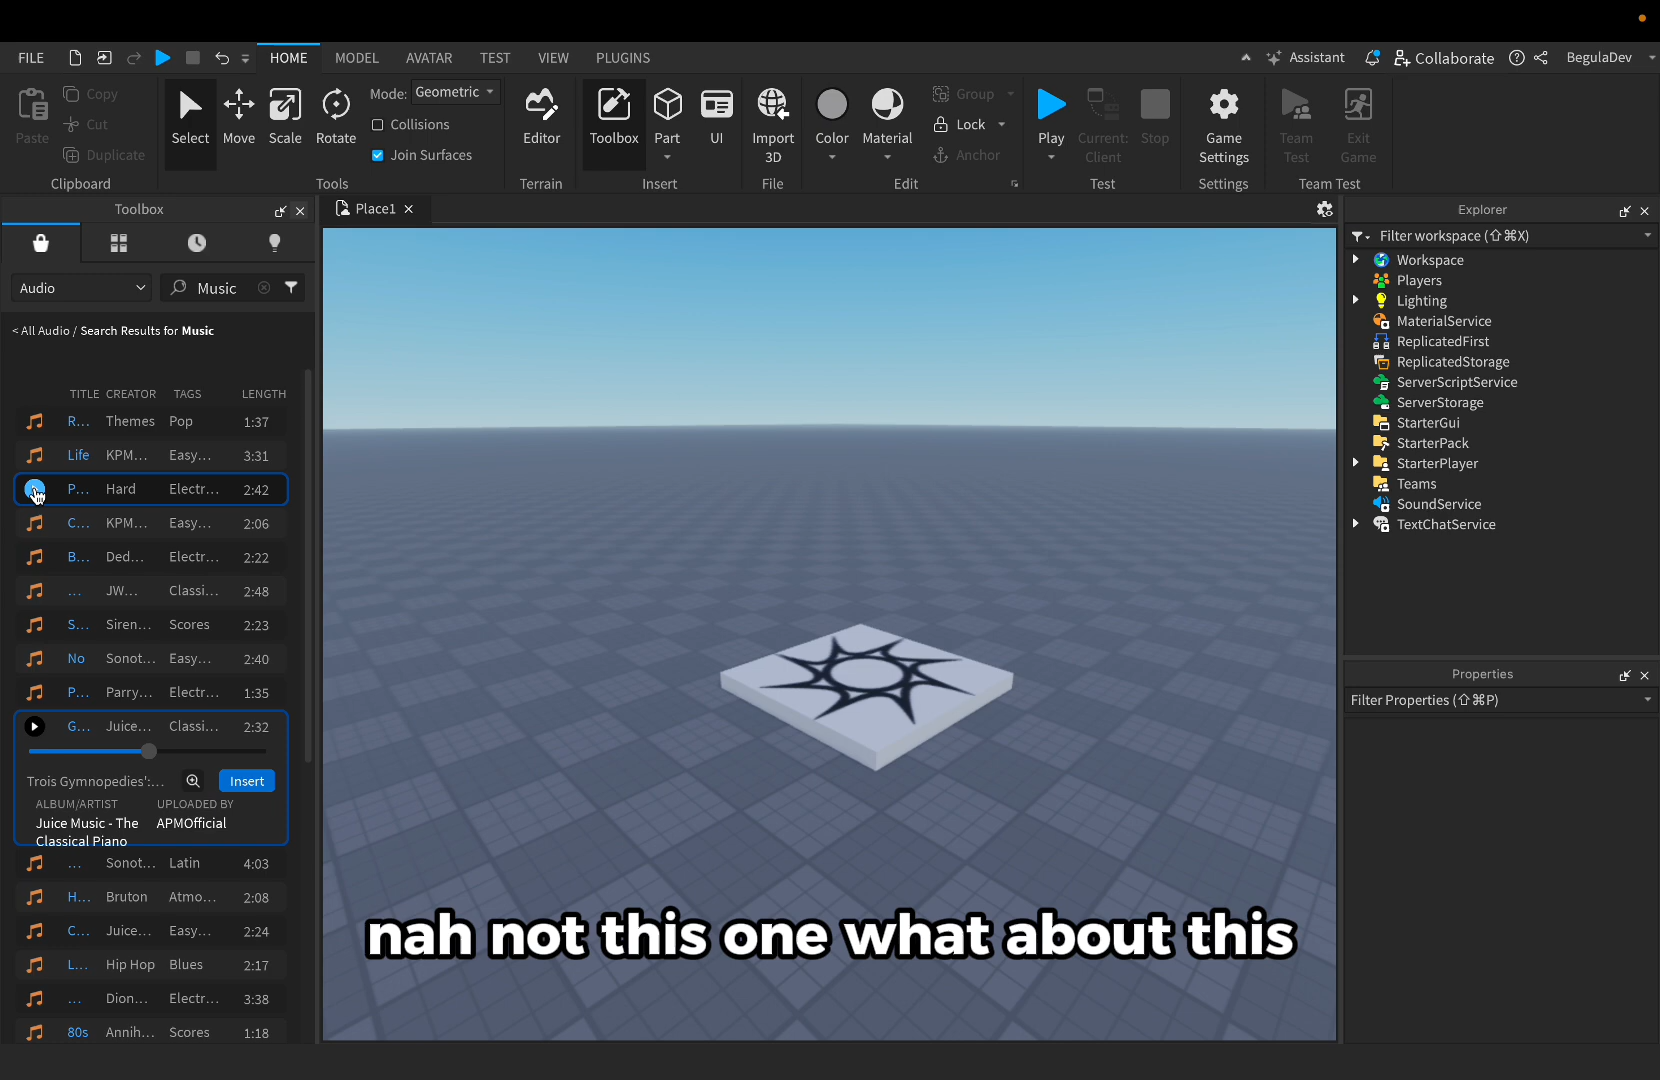 FILE
HOME
MODEL
AVATAR
TEST
VIEW
PLUGINS
Assistant
Collaborate
BegulaDev
Paste
Copy
Cut
Duplicate
Clipboard
Select
Move
Scale
Rotate
Mode: Geometric
Collisions
Join Surfaces
Tools
Editor
Terrain
Toolbox
Part
UI
Insert
Import
3D
File
Color
Material
Group
Lock
Anchor
Edit
Play
Current:
Client
Stop
Test
Game
Settings
Settings
Team
Test
Exit
Game
Team Test
Toolbox
Audio
Music
< All Audio / Search Results for Music
TITLE CREATOR TAGS LENGTH
R... Themes Pop 1:37
Life KPM... Easy... 3:31
P... Hard Electr... 2:42
C... KPM... Easy... 2:06
B... Ded... Electr... 2:22
... JW... Classi... 2:48
S... Siren... Scores 2:23
No Sonot... Easy... 2:40
P... Parry... Electr... 1:35
G... Juice... Classi... 2:32
Trois Gymnopedies':... Insert
ALBUM/ARTIST UPLOADED BY
Juice Music - The APMOfficial
Classical Piano
... Sonot... Latin 4:03
H... Bruton Atmo... 2:08
C... Juice... Easy... 2:24
L... Hip Hop Blues 2:17
... Dion... Electr... 3:38
80s Annih... Scores 1:18
Place1
nah not this one what about this
Explorer
Filter workspace (⇧⌘X)
Workspace
Players
Lighting
MaterialService
ReplicatedFirst
ReplicatedStorage
ServerScriptService
ServerStorage
StarterGui
StarterPack
StarterPlayer
Teams
SoundService
TextChatService
Properties
Filter Properties (⇧⌘P)